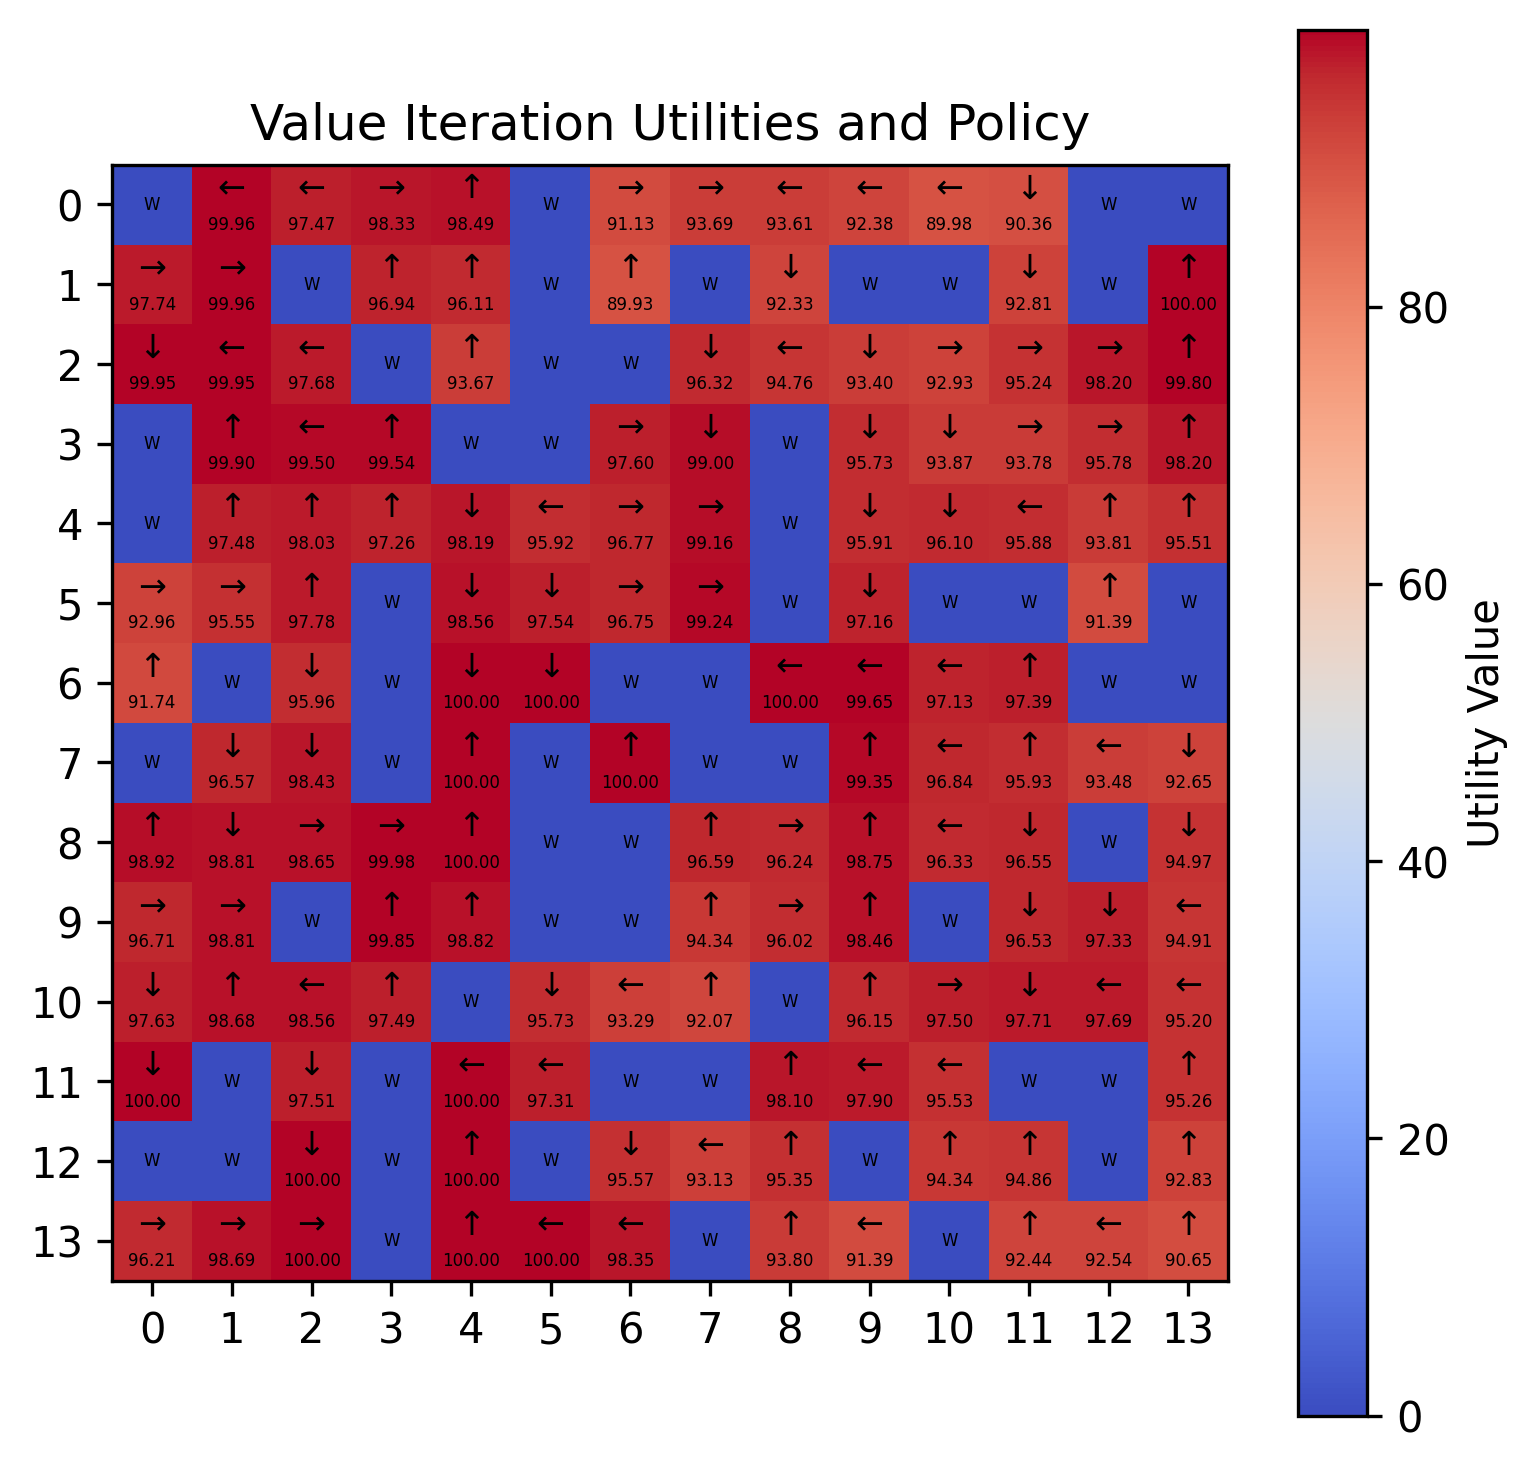 Value Iteration Utilities and Policy
0 W ← → ↑ W → → ← ← ← ↓ W W
99.96 97.47 98.33 98.49 91.13 93.69 93.61 92.38 89.98 90.36
1 → → W ↑ ↑ W ↑ W ↓ W W ↓ W ↑
97.74 99.96 96.94 96.11 89.93 92.33 92.81 100.00
2 ↓ ← ← W ↑ W W ↓ ← ↓ → → → ↑
99.95 99.95 97.68 93.67 96.32 94.76 93.40 92.93 95.24 98.20 99.80
3 W ↑ ← ↑ W W → ↓ W ↓ ↓ → → ↑
99.90 99.50 99.54 97.60 99.00 95.73 93.87 93.78 95.78 98.20
4 W ↑ ↑ ↑ ↓ ← → → W ↓ ↓ ← ↑ ↑
97.48 98.03 97.26 98.19 95.92 96.77 99.16 95.91 96.10 95.88 93.81 95.51
5 → → ↑ W ↓ ↓ → → W ↓ W W ↑ W
92.96 95.55 97.78 98.56 97.54 96.75 99.24 97.16 91.39
6 ↑ W ↓ W ↓ ↓ W W ← ← ← ↑ W W
91.74 95.96 100.00 100.00 100.00 99.65 97.13 97.39
7 W ↓ ↓ W ↑ W ↑ W W ↑ ← ↑ ← ↓
96.57 98.43 100.00 100.00 99.35 96.84 95.93 93.48 92.65
8 ↑ ↓ → → ↑ W W ↑ → ↑ ← ↓ W ↓
98.92 98.81 98.65 99.98 100.00 96.59 96.24 98.75 96.33 96.55 94.97
9 → → W ↑ ↑ W W ↑ → ↑ W ↓ ↓ ←
96.71 98.81 99.85 98.82 94.34 96.02 98.46 96.53 97.33 94.91
10 ↓ ↑ ← ↑ W ↓ ← ↑ W ↑ → ↓ ← ←
97.63 98.68 98.56 97.49 95.73 93.29 92.07 96.15 97.50 97.71 97.69 95.20
11 ↓ W ↓ W ← ← W W ↑ ← ← W W ↑
100.00 97.51 100.00 97.31 98.10 97.90 95.53 95.26
12 W W ↓ W ↑ W ↓ ← ↑ W ↑ ↑ W ↑
100.00 100.00 95.57 93.13 95.35 94.34 94.86 92.83
13 → → → W ↑ ← ← W ↑ ← W ↑ ← ↑
96.21 98.69 100.00 100.00 100.00 98.35 93.80 91.39 92.44 92.54 90.65
0 1 2 3 4 5 6 7 8 9 10 11 12 13
80
60
40
20
0
Utility Value